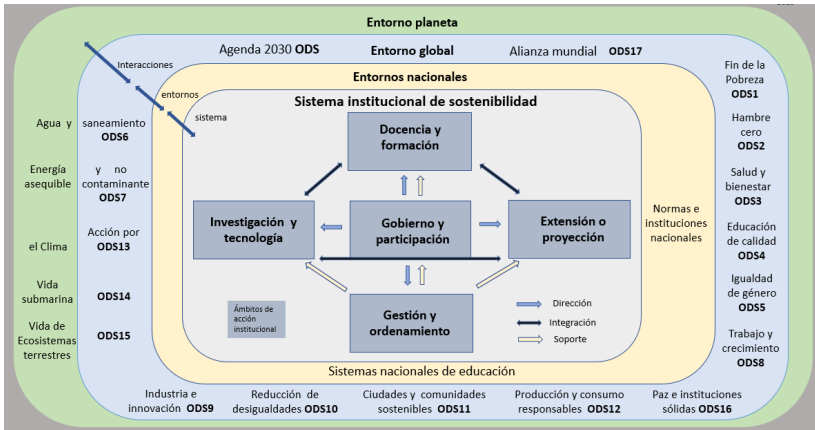 Entorno planeta
Agenda 2030 ODS
Entorno global
Alianza mundial ODS17
Interacciones
entornos
sistema
Entornos nacionales
Sistema institucional de sostenibilidad
Agua y saneamiento
ODS6
Energía y no
asequible contaminante
ODS7
Acción por
el Clima ODS13
Vida
submarina ODS14
Vida de
Ecosistemas ODS15
terrestres
Docencia y
formación
Investigación y
tecnología
Gobierno y
participación
Extensión o
proyección
Gestión y
ordenamiento
Ámbitos de
acción
institucional
Dirección
Integración
Soporte
Normas e
instituciones
nacionales
Sistemas nacionales de educación
Fin de la
Pobreza
ODS1
Hambre
cero
ODS2
Salud y
bienestar
ODS3
Educación
de calidad
ODS4
Igualdad
de género
ODS5
Trabajo y
crecimiento
ODS8
Industria e
innovación ODS9
Reducción de
desigualdades ODS10
Ciudades y comunidades
sostenibles ODS11
Producción y consumo
responsables ODS12
Paz e instituciones
sólidas ODS16